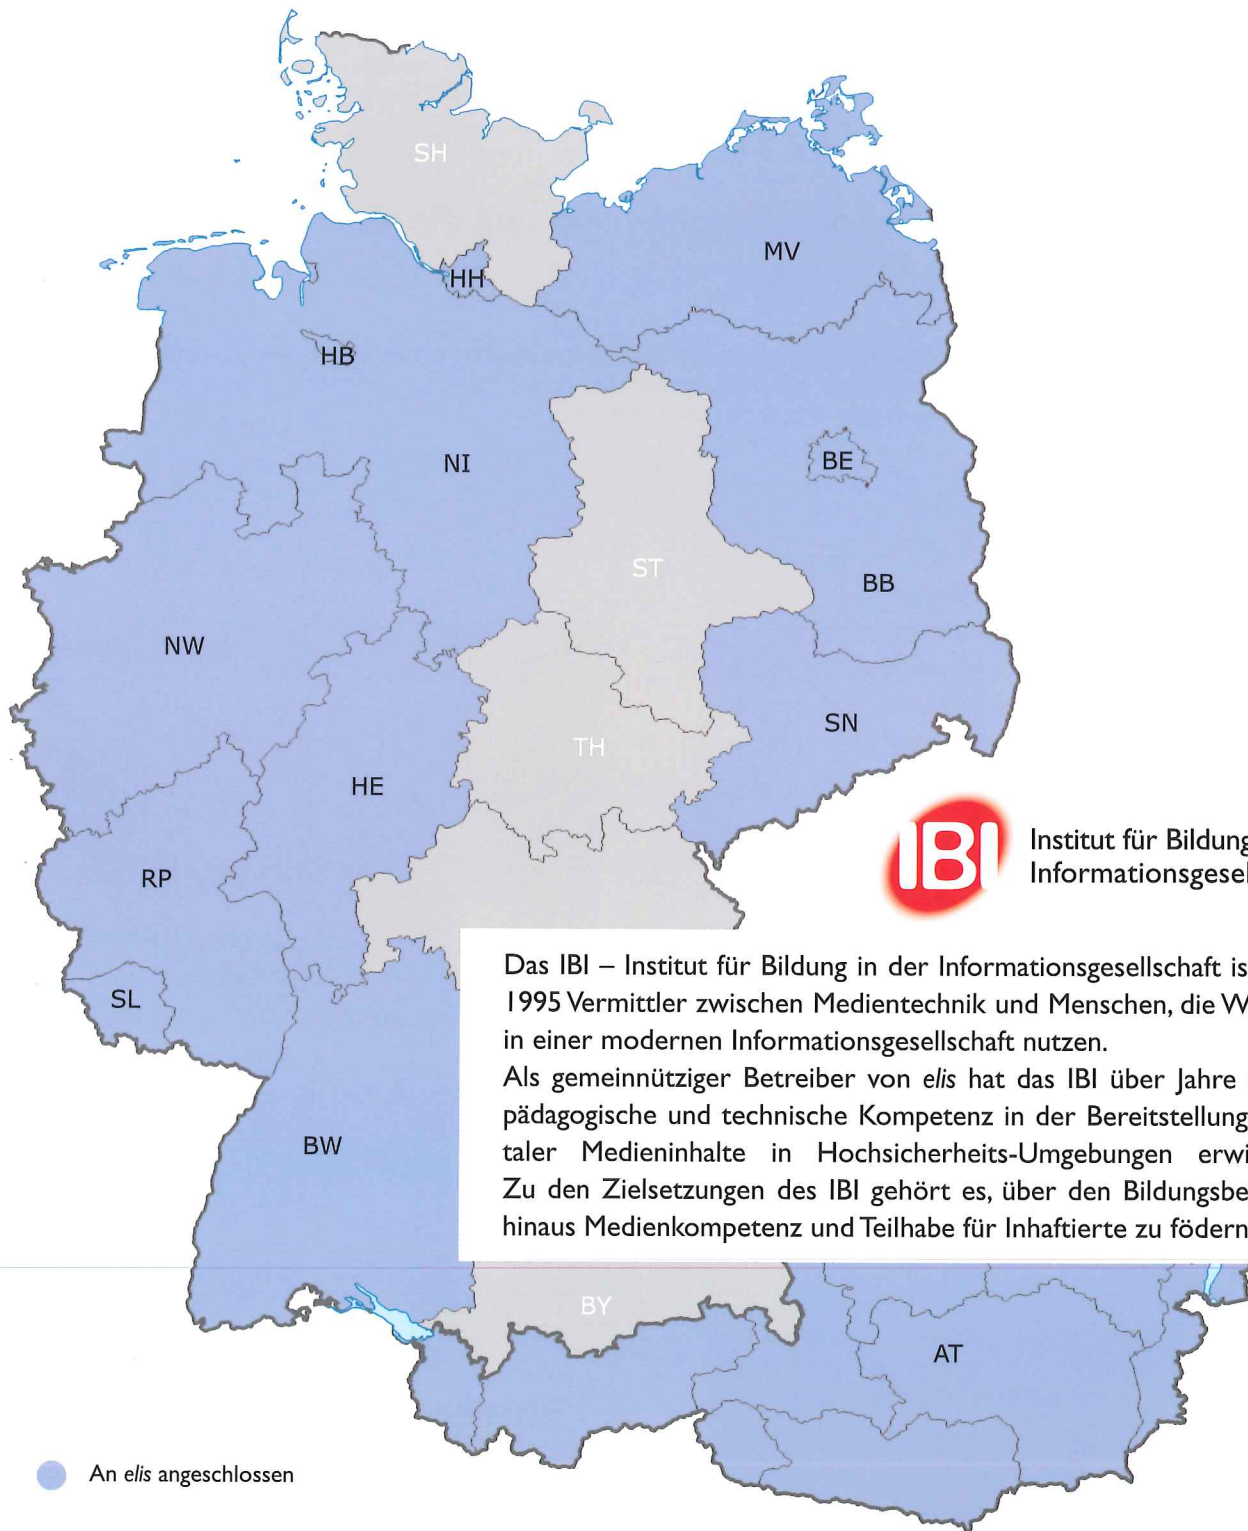 SH
MV
HH
HB
NI
BE
ST
BB
NW
SN
TH
HE
RP
IBI
Institut für Bildung
Informationsgesel
Das IBI – Institut für Bildung in der Informationsgesellschaft is
1995 Vermittler zwischen Medientechnik und Menschen, die W
in einer modernen Informationsgesellschaft nutzen.
Als gemeinnütziger Betreiber von elis hat das IBI über Jahre
pädagogische und technische Kompetenz in der Bereitstellung
taler Medieninhalte in Hochsicherheits-Umgebungen erwi
Zu den Zielsetzungen des IBI gehört es, über den Bildungsbe
hinaus Medienkompetenz und Teilhabe für Inhaftierte zu födern
SL
BW
BY
AT
An elis angeschlossen